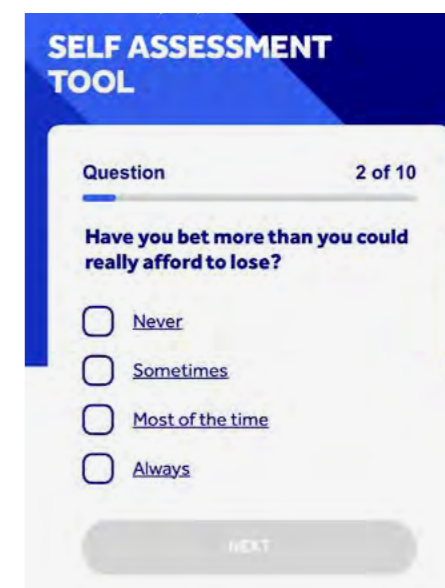 SELF ASSESSMENT
TOOL
Question 2 of 10
Have you bet more than you could
really afford to lose?
Never
Sometimes
Most of the time
Always
NEXT